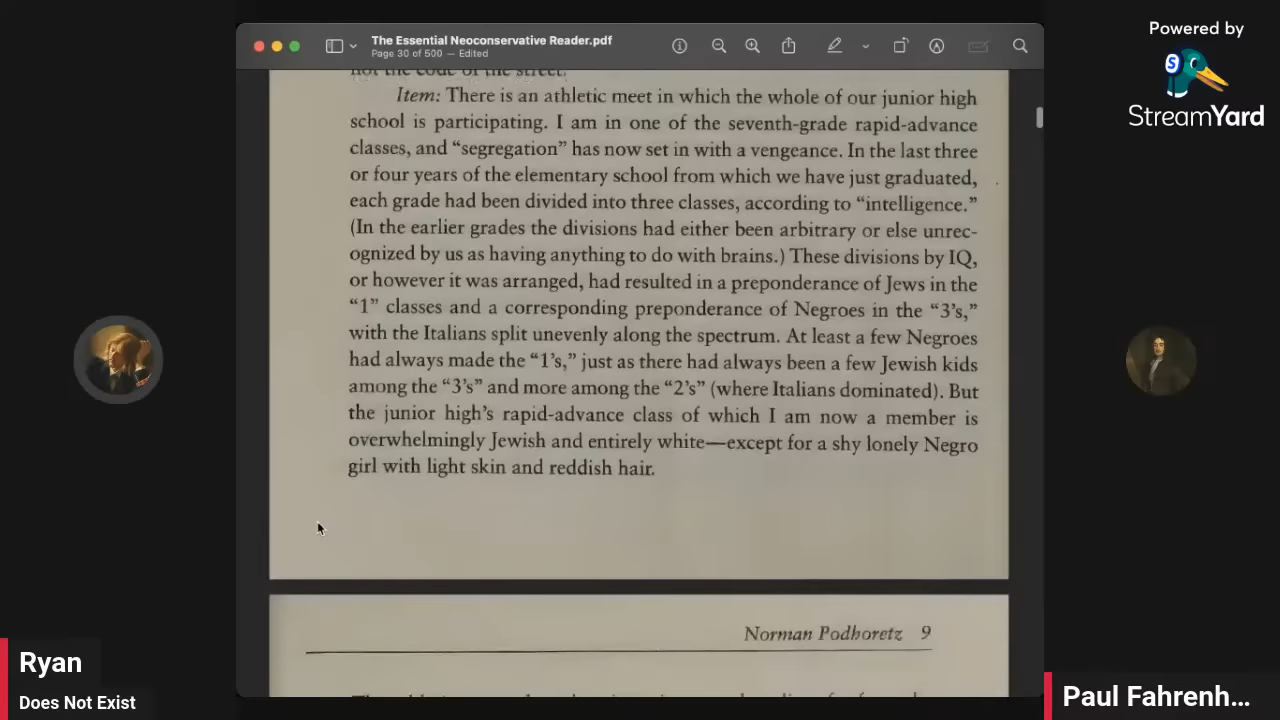 The Essential Neoconservative Reader.pdf
Page 30 of 500 — Edited
Powered by
S
StreamYard
not the code of the street.
Item: There is an athletic meet in which the whole of our junior high
school is participating. I am in one of the seventh-grade rapid-advance
classes, and “segregation” has now set in with a vengeance. In the last three
or four years of the elementary school from which we have just graduated,
each grade had been divided into three classes, according to “intelligence.”
(In the earlier grades the divisions had either been arbitrary or else unrec-
ognized by us as having anything to do with brains.) These divisions by IQ,
or however it was arranged, had resulted in a preponderance of Jews in the
“1” classes and a corresponding preponderance of Negroes in the “3’s,”
with the Italians split unevenly along the spectrum. At least a few Negroes
had always made the “1’s,” just as there had always been a few Jewish kids
among the “3’s” and more among the “2’s” (where Italians dominated). But
the junior high’s rapid-advance class of which I am now a member is
overwhelmingly Jewish and entirely white—except for a shy lonely Negro
girl with light skin and reddish hair.
Norman Podhoretz 9
Ryan
Does Not Exist
Paul Fahrenh...